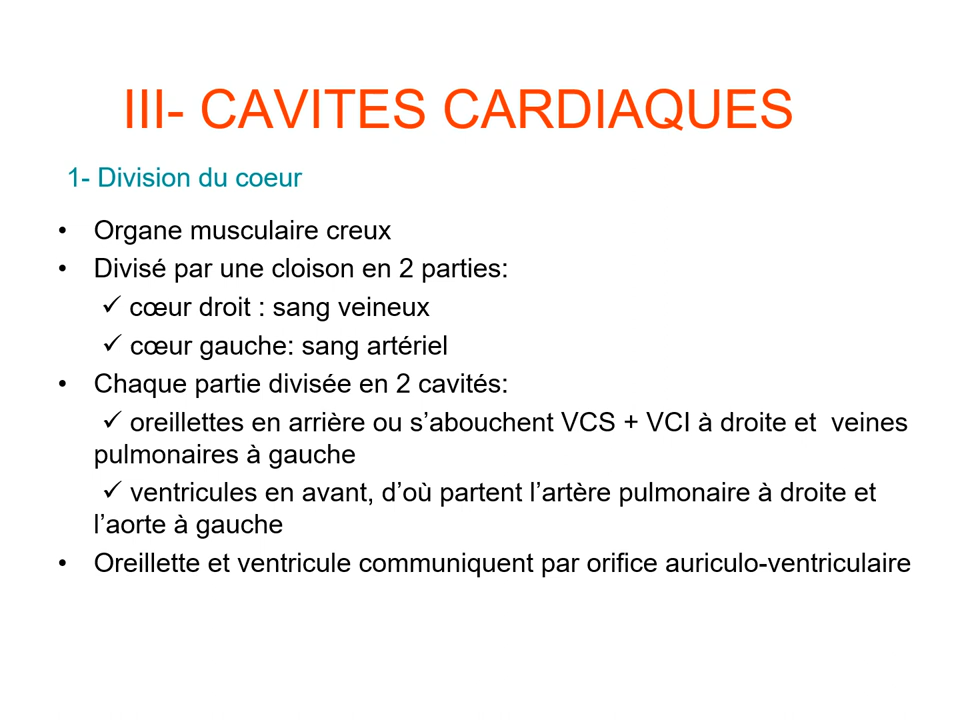 III- CAVITES CARDIAQUES
1- Division du coeur
• Organe musculaire creux
• Divisé par une cloison en 2 parties:
✓ cœur droit : sang veineux
✓ cœur gauche: sang artériel
• Chaque partie divisée en 2 cavités:
✓ oreillettes en arrière ou s’abouchent VCS + VCI à droite et  veines
pulmonaires à gauche
✓ ventricules en avant, d’où partent l’artère pulmonaire à droite et
l’aorte à gauche
• Oreillette et ventricule communiquent par orifice auriculo-ventriculaire